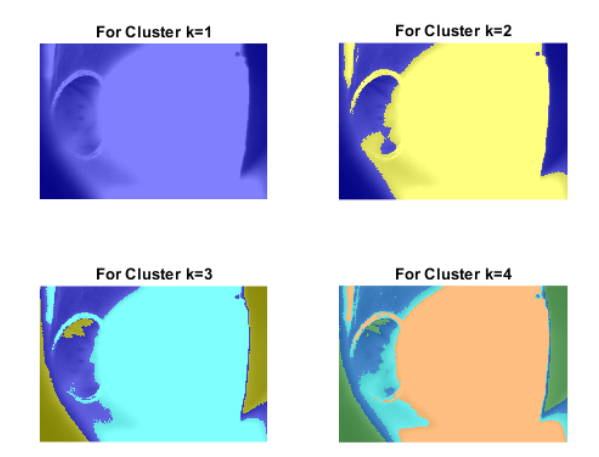 For Cluster k=1
For Cluster k=2
For Cluster k=3
For Cluster k=4